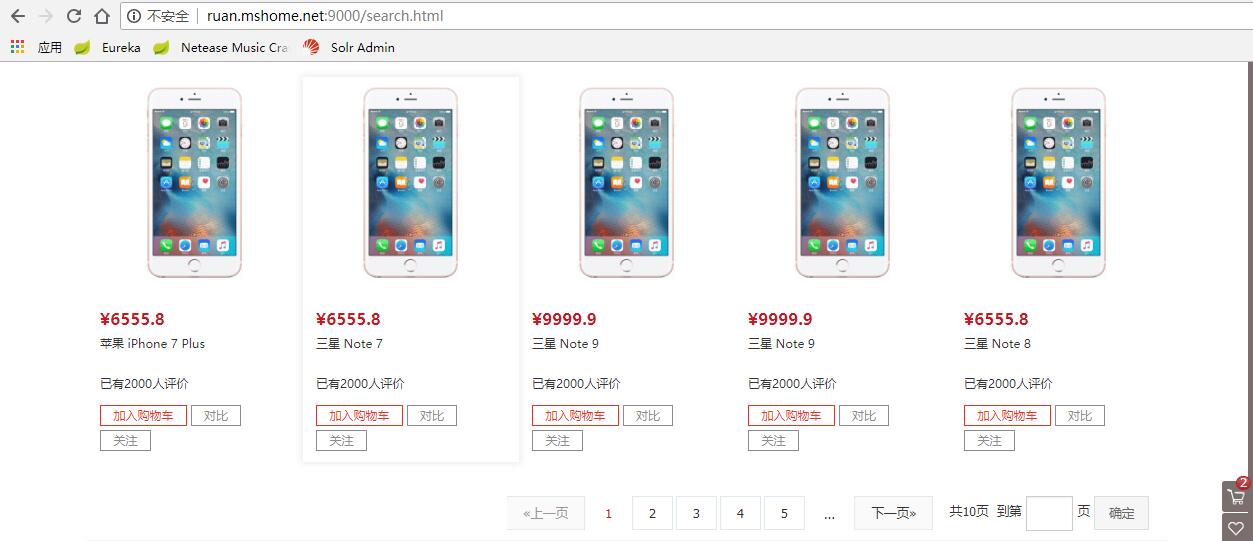 不安全 ruan.mshome.net:9000/search.html
应用 Eureka Netease Music Cra Solr Admin
¥6555.8 ¥6555.8 ¥9999.9 ¥9999.9 ¥6555.8
苹果 iPhone 7 Plus 三星 Note 7 三星 Note 9 三星 Note 9 三星 Note 8
已有2000人评价 已有2000人评价 已有2000人评价 已有2000人评价 已有2000人评价
加入购物车 对比 加入购物车 对比 加入购物车 对比 加入购物车 对比 加入购物车 对比
关注 关注 关注 关注 关注
2
«上一页 1 2 3 4 5 ... 下一页» 共10页 到第 页 确定